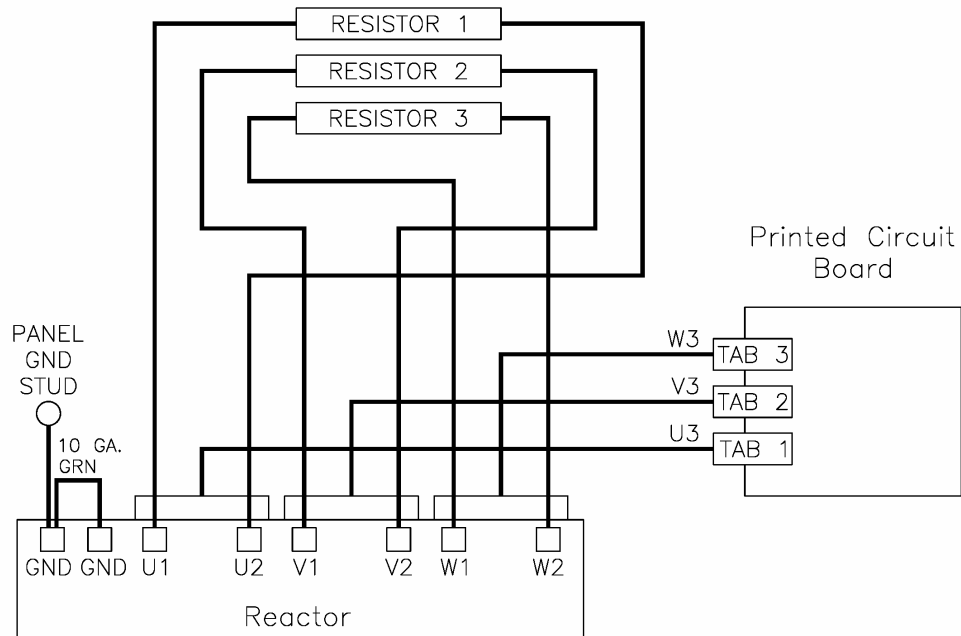 RESISTOR 1
RESISTOR 2
RESISTOR 3
Printed Circuit
Board
PANEL
GND
STUD
10 GA.
GRN
W3
TAB 3
V3
TAB 2
U3
TAB 1
GND GND U1 U2 V1 V2 W1 W2
Reactor